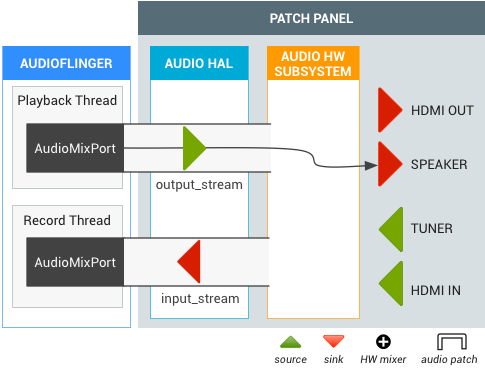 PATCH PANEL
AUDIOFLINGER
AUDIO HAL
AUDIO HW
SUBSYSTEM
Playback Thread
AudioMixPort
output_stream
HDMI OUT
SPEAKER
Record Thread
AudioMixPort
input_stream
TUNER
HDMI IN
source
sink
HW mixer
audio patch